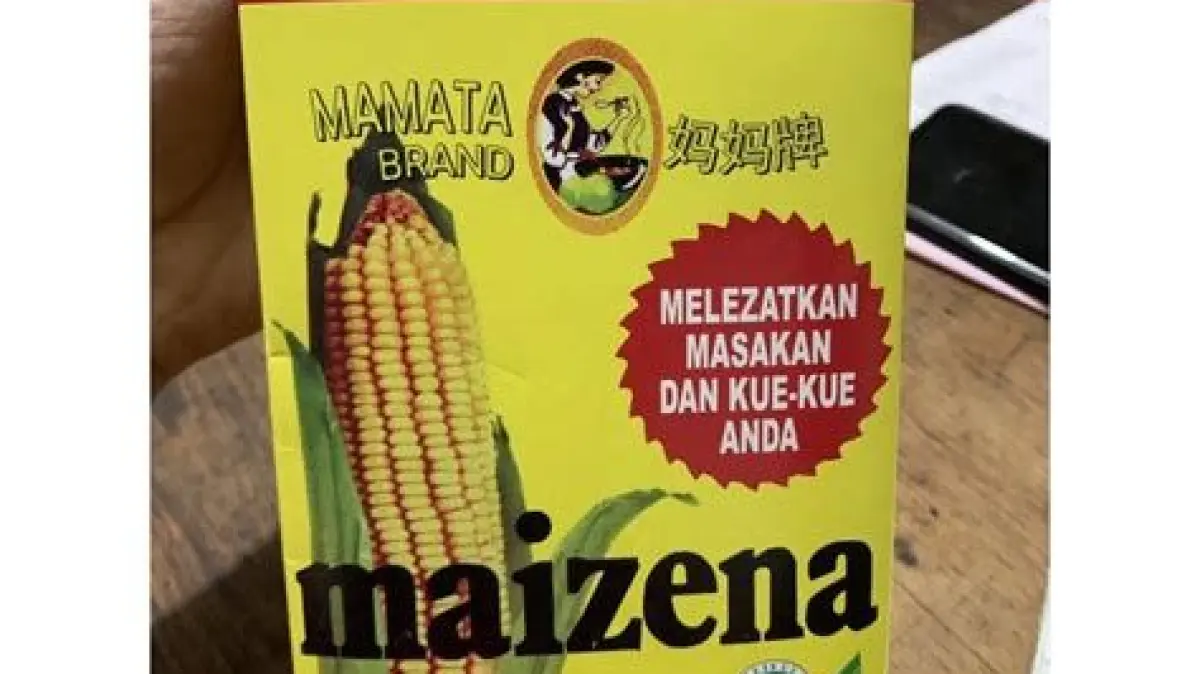 MAMATA
BRAND
妈妈牌
MELEZATKAN
MASAKAN
DAN KUE-KUE
ANDA
maizena